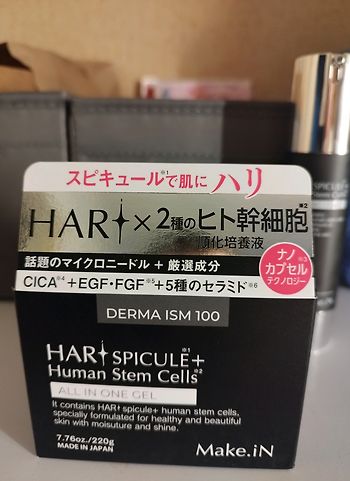 スピキュール※1で肌にハリ
HARI×2種のヒト幹細胞※2
順化培養液
話題のマイクロニードル + 厳選成分
ナノ※3
カプセル
テクノロジー
CICA※4+EGF・FGF※5+5種のセラミド※6
DERMA ISM 100
HARI SPICULE+※1
Human Stem Cells※2
ALL IN ONE GEL
It contains HARI spicule+ human stem cells,
specially formulated for healthy and beautiful
skin with moisuture and shine.
7.76oz./220g
MADE IN JAPAN
Make.iN
SPICULE+